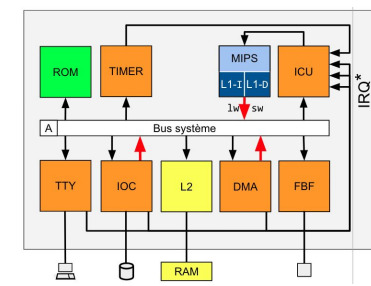 ROM
TIMER
MIPS
L1-I L1-D
ICU
lw sw
IRQ*
A Bus système
TTY
IOC
L2
DMA
FBF
RAM